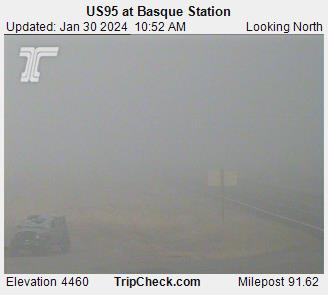 US95 at Basque Station
Updated: Jan 30 2024 10:52 AM Looking North
Elevation 4460 TripCheck.com Milepost 91.62